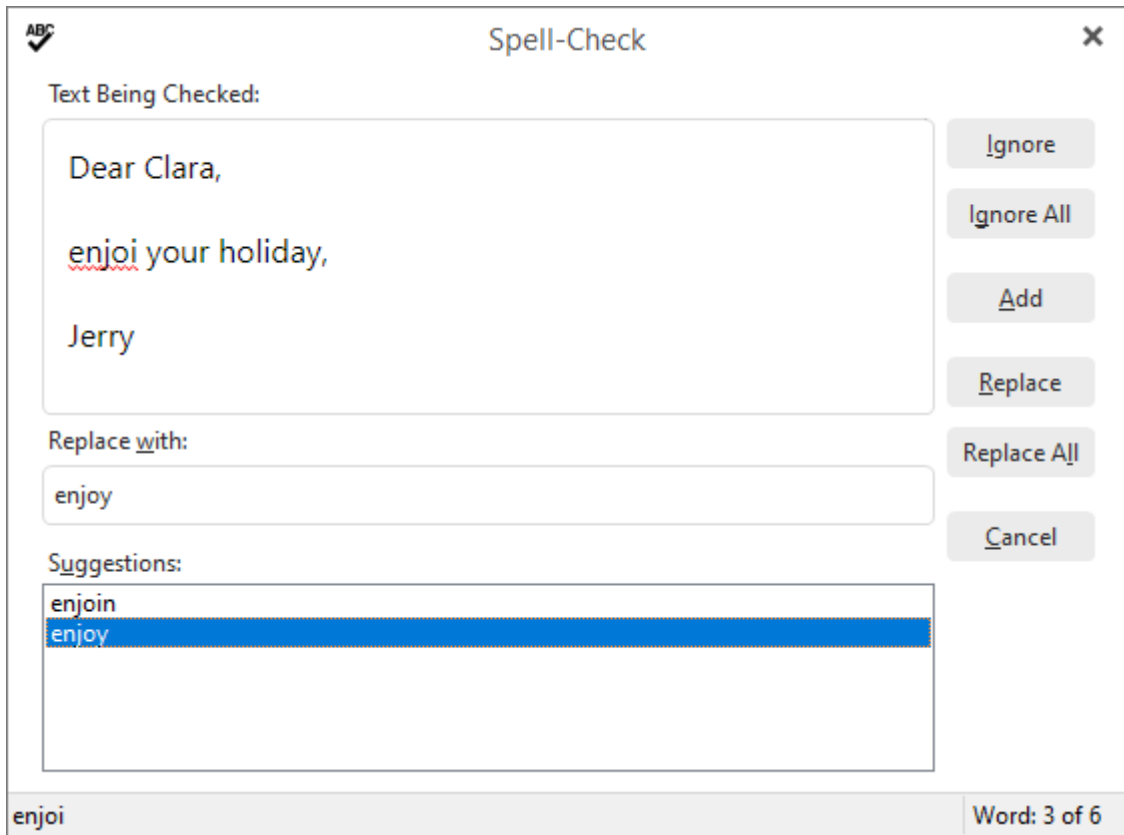 ABC
Spell-Check
Text Being Checked:
Dear Clara,
enjoi your holiday,
Jerry
Ignore
Ignore All
Add
Replace
Replace All
Cancel
Replace with:
enjoy
Suggestions:
enjoin
enjoy
enjoi
Word: 3 of 6